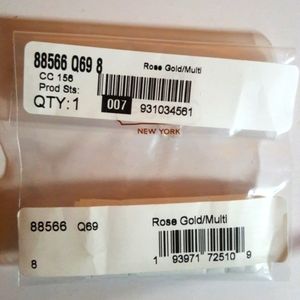 88566 Q69 8
Rose Gold/Multi
CC 156
Prod Sts:
QTY: 1 007 931034561
NEW YORK
88566 Q69 Rose Gold/Multi
8
1 93971 72510 9